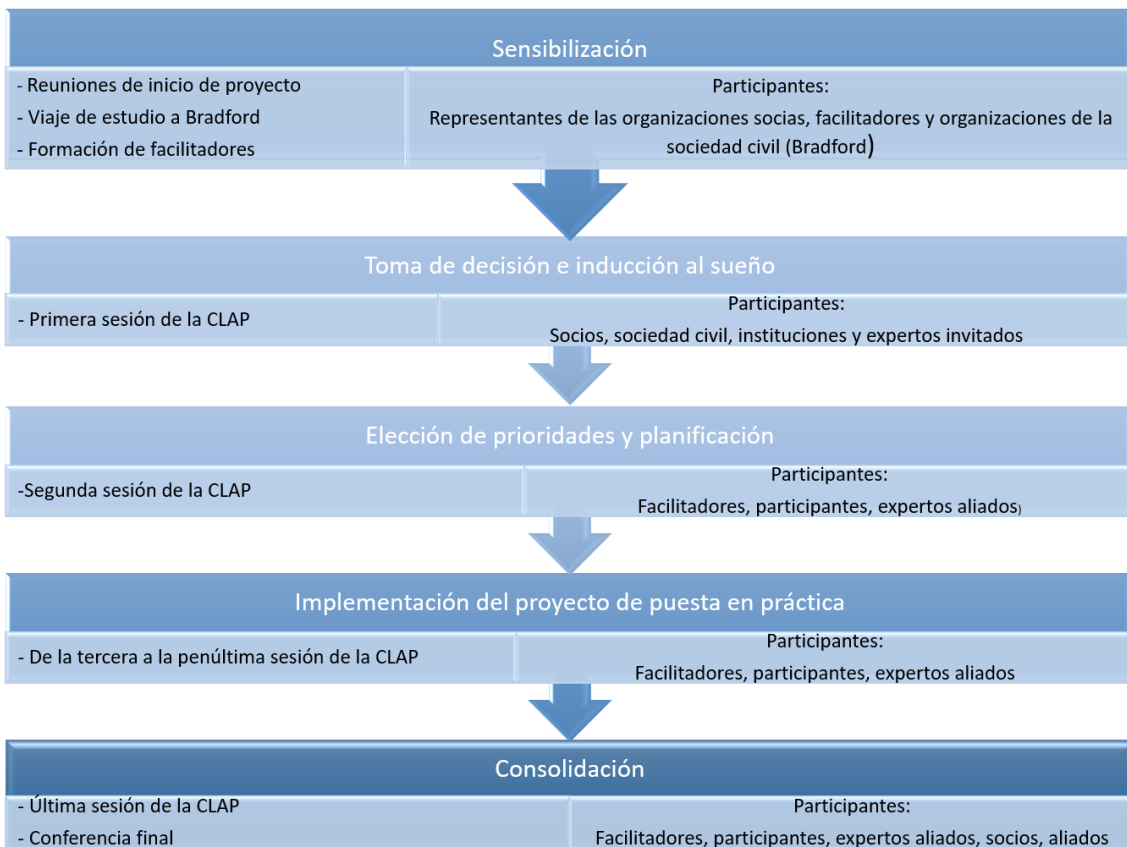 Sensibilización
- Reuniones de inicio de proyecto
- Viaje de estudio a Bradford
- Formación de facilitadores
Participantes:
Representantes de las organizaciones socias, facilitadores y organizaciones de la
sociedad civil (Bradford)
Toma de decisión e inducción al sueño
- Primera sesión de la CLAP
Participantes:
Socios, sociedad civil, instituciones y expertos invitados
Elección de prioridades y planificación
-Segunda sesión de la CLAP
Participantes:
Facilitadores, participantes, expertos aliados)
Implementación del proyecto de puesta en práctica
- De la tercera a la penúltima sesión de la CLAP
Participantes:
Facilitadores, participantes, expertos aliados
Consolidación
- Última sesión de la CLAP
- Conferencia final
Participantes:
Facilitadores, participantes, expertos aliados, socios, aliados